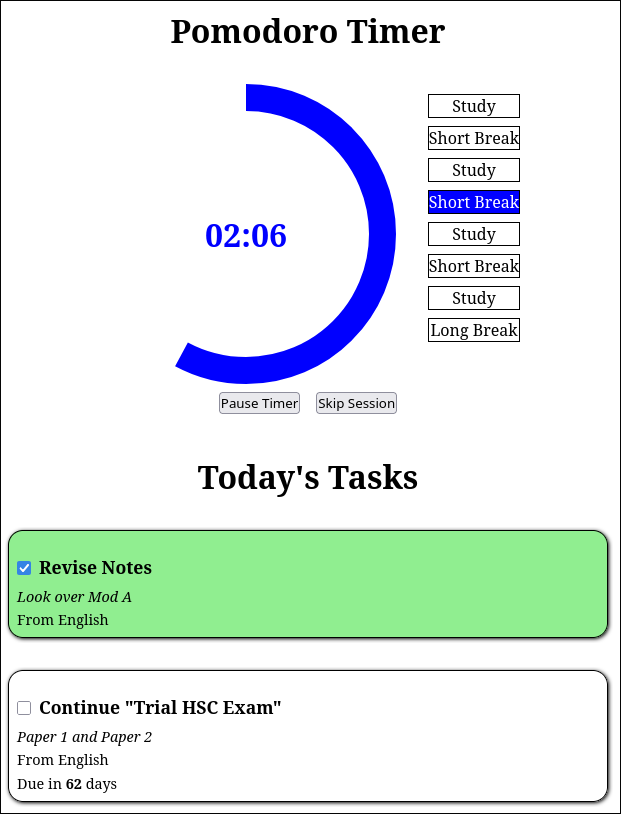 Pomodoro Timer
02:06
Study
Short Break
Study
Short Break
Study
Short Break
Study
Long Break
Pause Timer
Skip Session
Today's Tasks
Revise Notes
Look over Mod A
From English
Continue "Trial HSC Exam"
Paper 1 and Paper 2
From English
Due in 62 days